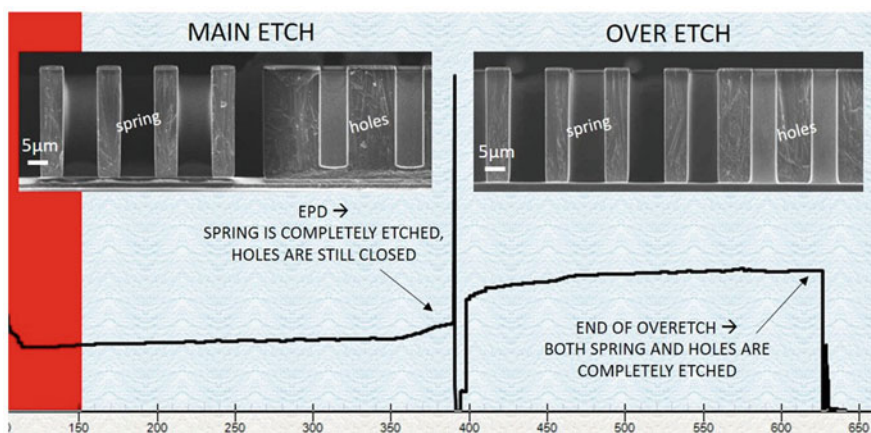 MAIN ETCH
OVER ETCH
spring
holes
5μm
spring
holes
5μm
EPD →
SPRING IS COMPLETELY ETCHED,
HOLES ARE STILL CLOSED
END OF OVERETCH →
BOTH SPRING AND HOLES ARE
COMPLETELY ETCHED
150 200 250 300 350 400 450 500 550 600 650